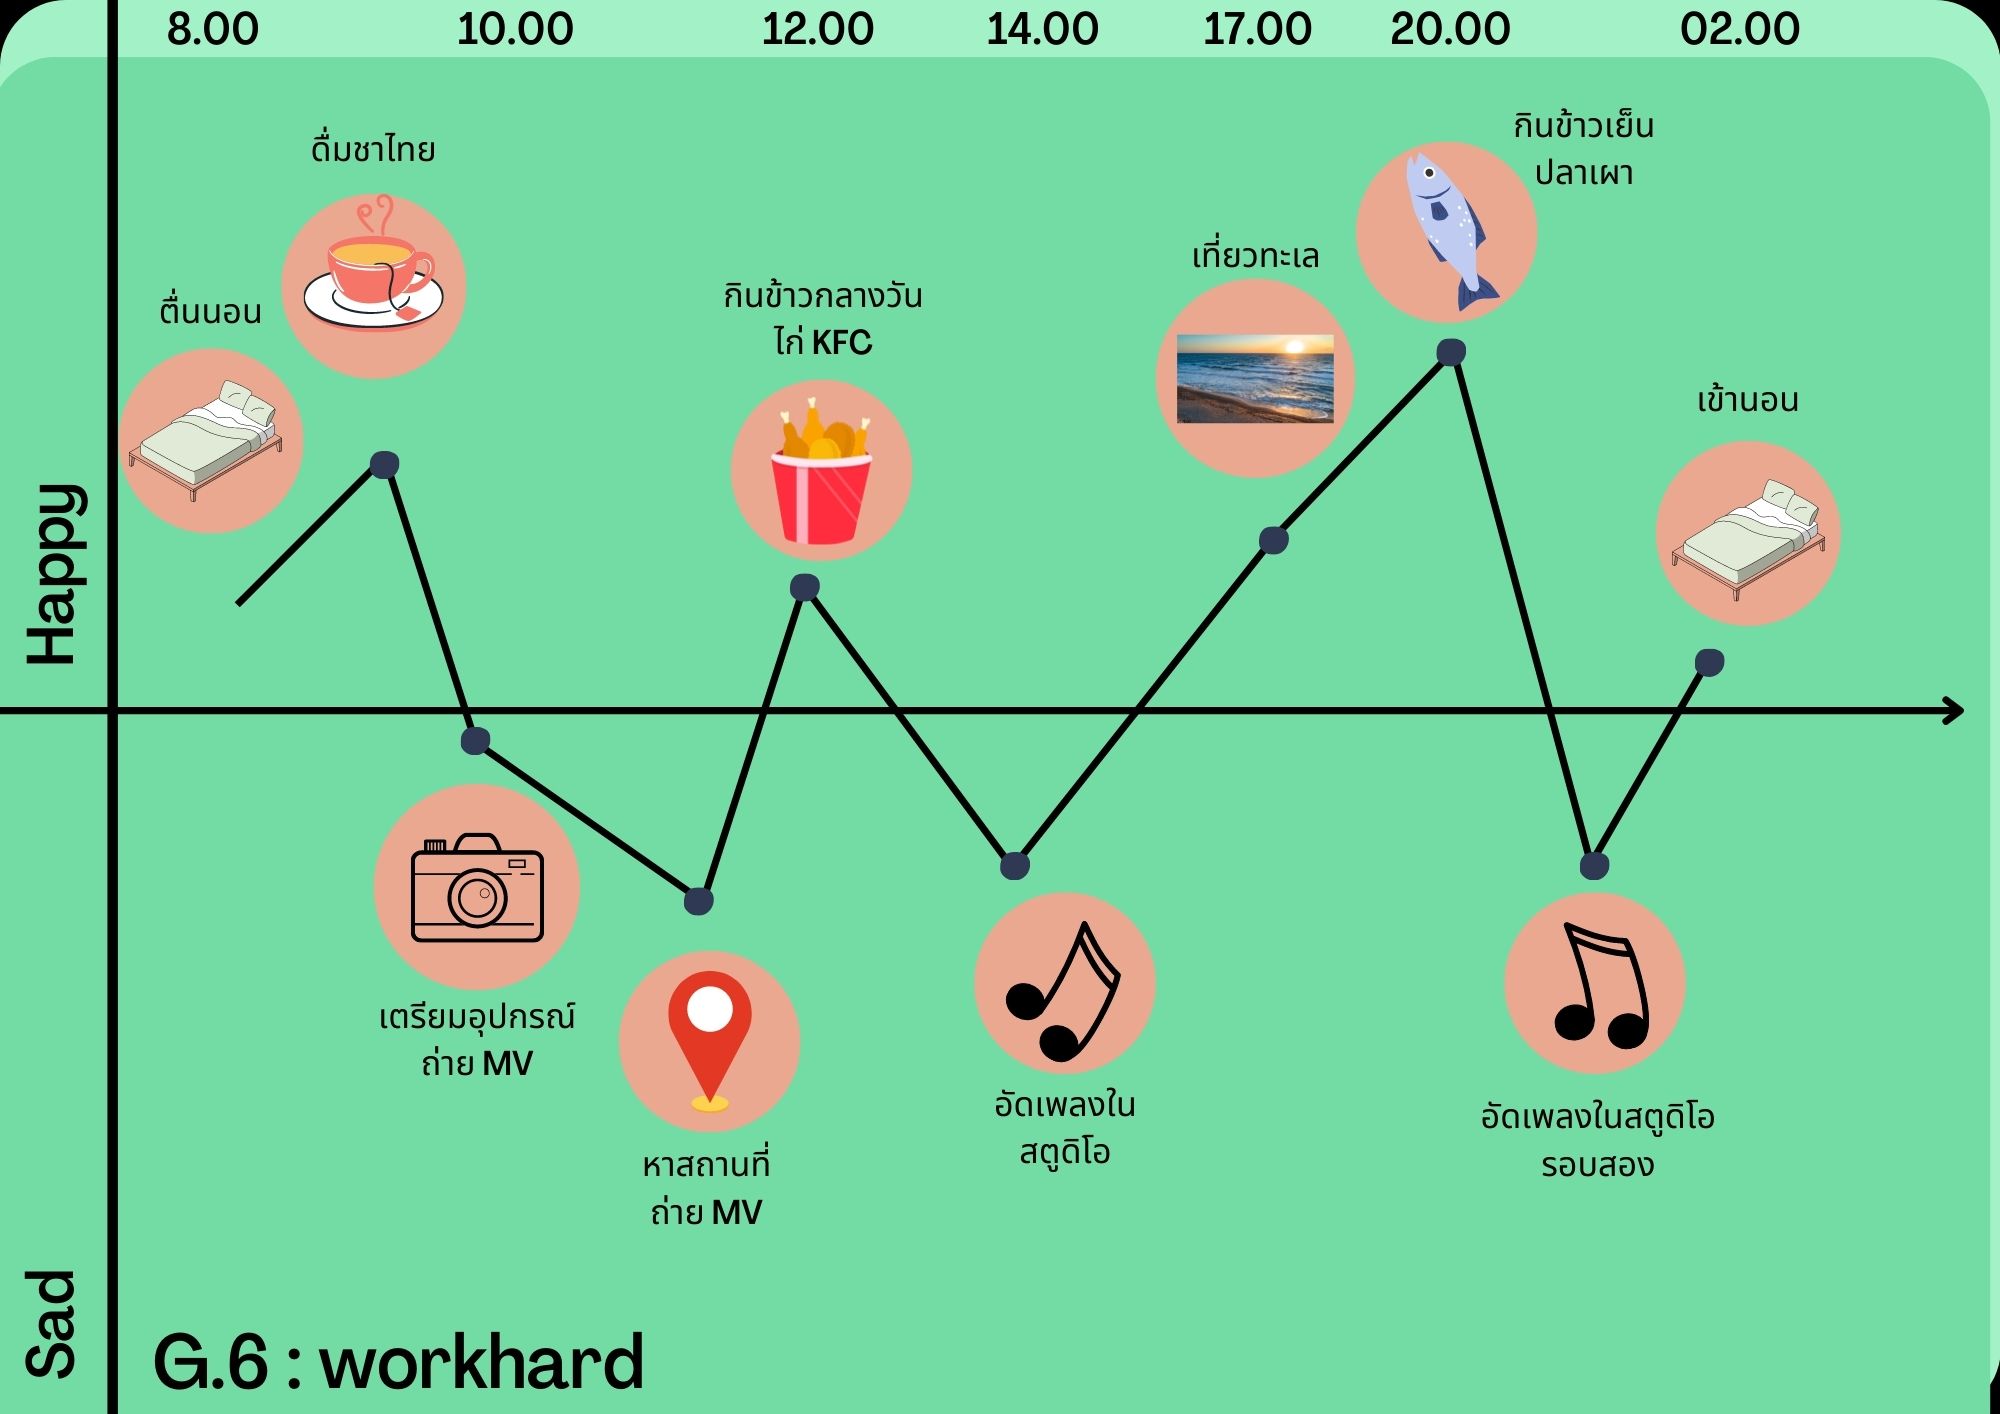 8.00 10.00 12.00 14.00 17.00 20.00 02.00
ตื่นนอน
ดื่มชาไทย
เตรียมอุปกรณ์
ถ่าย MV
หาสถานที่
ถ่าย MV
กินข้าวกลางวัน
ไก่ KFC
อัดเพลงใน
สตูดิโอ
เที่ยวทะเล
กินข้าวเย็น
ปลาเผา
อัดเพลงในสตูดิโอ
รอบสอง
เข้านอน
Happy
Sad
G.6 : workhard